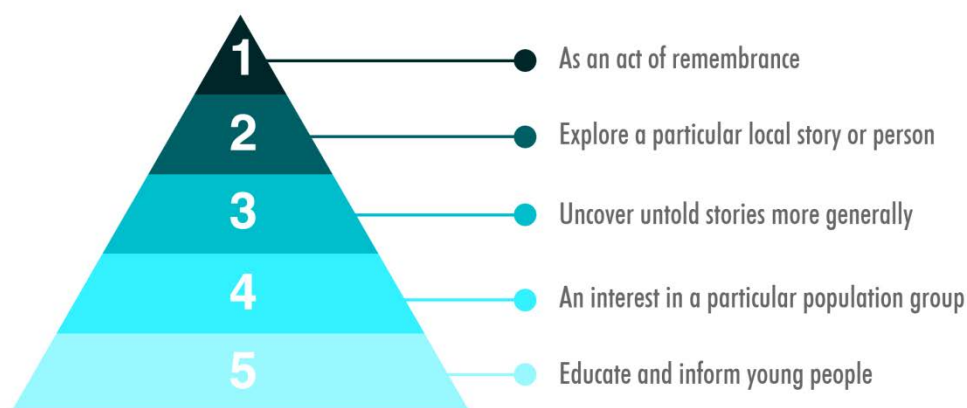 1 As an act of remembrance
2 Explore a particular local story or person
3 Uncover untold stories more generally
4 An interest in a particular population group
5 Educate and inform young people